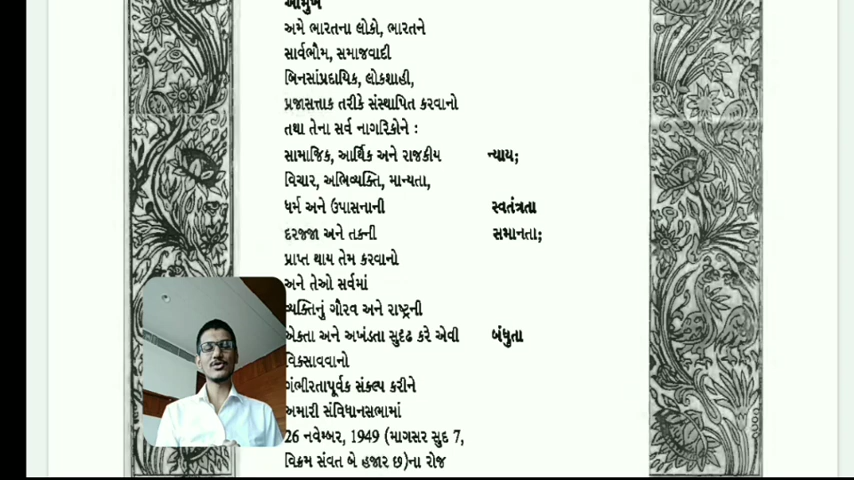 આમુખ
અમે ભારતના લોકો, ભારતને
સાર્વભૌમ, સમાજવાદી
બિનસાંપ્રદાયિક, લોકશાહી,
પ્રજાસત્તાક તરીકે સંસ્થાપિત કરવાનો
તથા તેના સર્વ નાગરિકોને :
સામાજિક, આર્થિક અને રાજકીય ન્યાય;
વિચાર, અભિવ્યક્તિ, માન્યતા,
ધર્મ અને ઉપાસનાની સ્વતંત્રતા
દરજ્જા અને તકની સમાનતા;
પ્રાપ્ત થાય તેમ કરવાનો
અને તેઓ સર્વમાં
વ્યક્તિનું ગૌરવ અને રાષ્ટ્રની
એકતા અને અખંડતા સુદૃઢ કરે એવી બંધુતા
વિકસાવવાનો
ગંભીરતાપૂર્વક સંકલ્પ કરીને
અમારી સંવિધાનસભામાં
26 નવેમ્બર, 1949 (માગસર સુદ 7,
વિક્રમ સંવત બે હજાર છ)ના રોજ